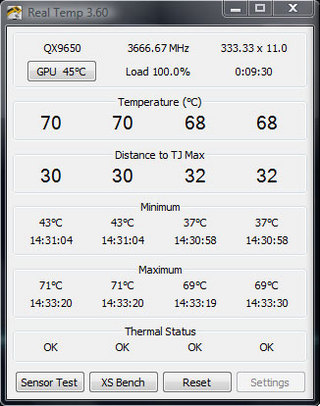 Real Temp 3.60
QX9650 3666.67 MHz 333.33 x 11.0
GPU 45°C Load 100.0% 0:09:30
Temperature (°C)
70 70 68 68
Distance to TJ Max
30 30 32 32
Minimum
43°C 43°C 37°C 37°C
14:31:04 14:31:04 14:30:58 14:30:58
Maximum
71°C 71°C 69°C 69°C
14:33:20 14:33:20 14:33:19 14:33:30
Thermal Status
OK OK OK OK
Sensor Test XS Bench Reset Settings